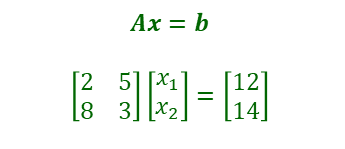 Ax = b
[2 5] [x₁] = [12]
[8 3] [x₂] [14]